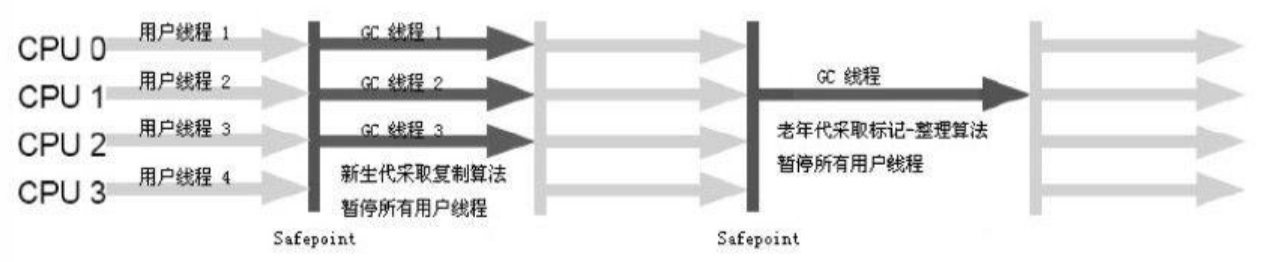 CPU 0
用户线程 1
GC 线程 1
CPU 1
用户线程 2
GC 线程 2
GC 线程
CPU 2
用户线程 3
GC 线程 3
老年代采取标记-整理算法
暂停所有用户线程
CPU 3
用户线程 4
新生代采取复制算法
暂停所有用户线程
Safepoint
Safepoint